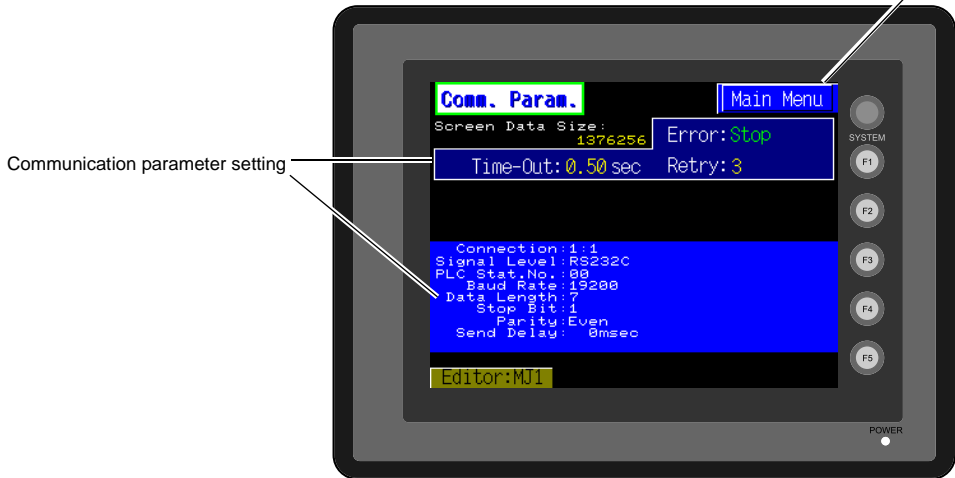 Comm. Param.
Main Menu
Screen Data Size:
1376256
Error:Stop
Time-Out:0.50 sec
Retry:3
Communication parameter setting
Connection:1:1
Signal Level:RS232C
PLC Stat.No.:00
Baud Rate:19200
Data Length:7
Stop Bit:1
Parity:Even
Send Delay: 0msec
Editor:MJ1
SYSTEM
F1
F2
F3
F4
F5
POWER